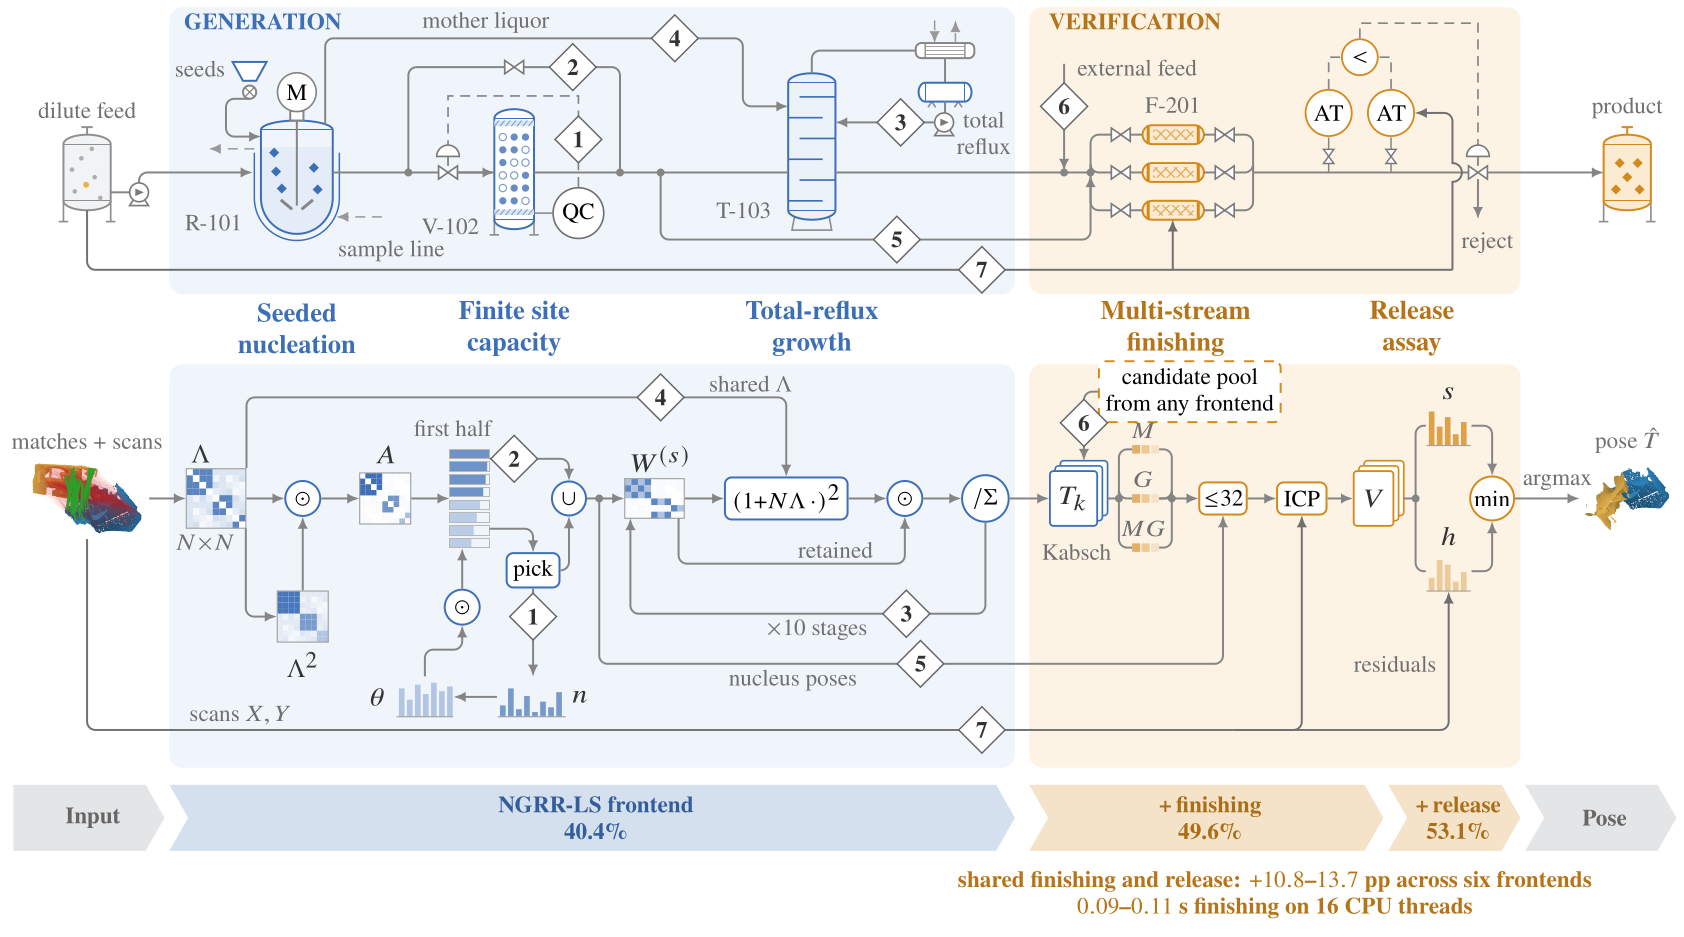 GENERATION
VERIFICATION
mother liquor
4
seeds
2
M
<
external feed
6
F-201
dilute feed
AT
AT
product
3
total
reflux
1
R-101
V-102
QC
T-103
sample line
5
reject
7
Seeded
nucleation
Finite site
capacity
Total-reflux
growth
Multi-stream
finishing
Release
assay
4
shared Λ
candidate pool
from any frontend
s
matches + scans
Λ
A
first half
2
W⁽ˢ⁾
6
M
pose T̂
⊙
∪
(1+NΛ·)²
⊙
/Σ
T_k
G
≤32
ICP
V
min
argmax
N×N
retained
Kabsch
MG
h
pick
⊙
1
3
×10 stages
Λ²
5
nucleus poses
residuals
θ
n
scans X, Y
7
Input
NGRR-LS frontend
40.4%
+ finishing
49.6%
+ release
53.1%
Pose
shared finishing and release: +10.8–13.7 pp across six frontends
0.09–0.11 s finishing on 16 CPU threads